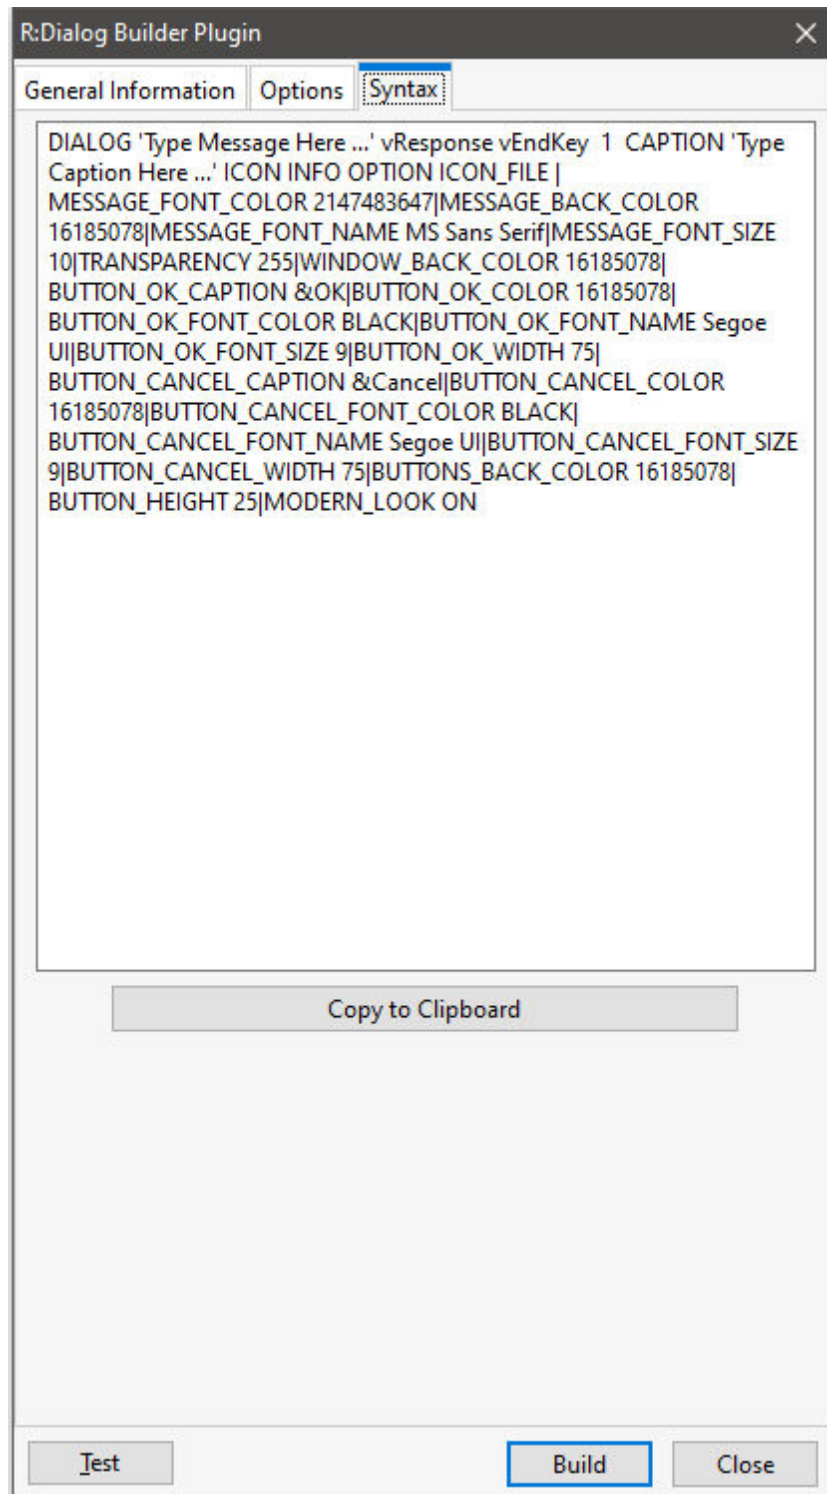 R:Dialog Builder Plugin
General Information Options Syntax
DIALOG 'Type Message Here ...' vResponse vEndKey  1  CAPTION 'Type
Caption Here ...' ICON INFO OPTION ICON_FILE |
MESSAGE_FONT_COLOR 2147483647|MESSAGE_BACK_COLOR
16185078|MESSAGE_FONT_NAME MS Sans Serif|MESSAGE_FONT_SIZE
10|TRANSPARENCY 255|WINDOW_BACK_COLOR 16185078|
BUTTON_OK_CAPTION &OK|BUTTON_OK_COLOR 16185078|
BUTTON_OK_FONT_COLOR BLACK|BUTTON_OK_FONT_NAME Segoe
UI|BUTTON_OK_FONT_SIZE 9|BUTTON_OK_WIDTH 75|
BUTTON_CANCEL_CAPTION &Cancel|BUTTON_CANCEL_COLOR
16185078|BUTTON_CANCEL_FONT_COLOR BLACK|
BUTTON_CANCEL_FONT_NAME Segoe UI|BUTTON_CANCEL_FONT_SIZE
9|BUTTON_CANCEL_WIDTH 75|BUTTONS_BACK_COLOR 16185078|
BUTTON_HEIGHT 25|MODERN_LOOK ON
Copy to Clipboard
Test Build Close